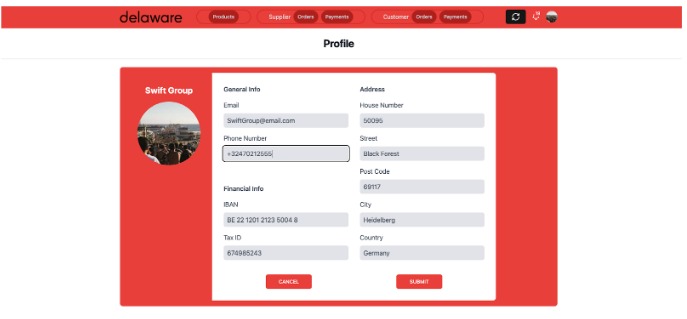 delaware
Products
Supplier Orders Payments
Customer Orders Payments
Profile
Swift Group
General Info
Email
SwiftGroup@email.com
Phone Number
+32470212555
Financial Info
IBAN
BE 22 1201 2123 5004 8
Tax ID
674985243
Address
House Number
50095
Street
Black Forest
Post Code
69117
City
Heidelberg
Country
Germany
CANCEL
SUBMIT